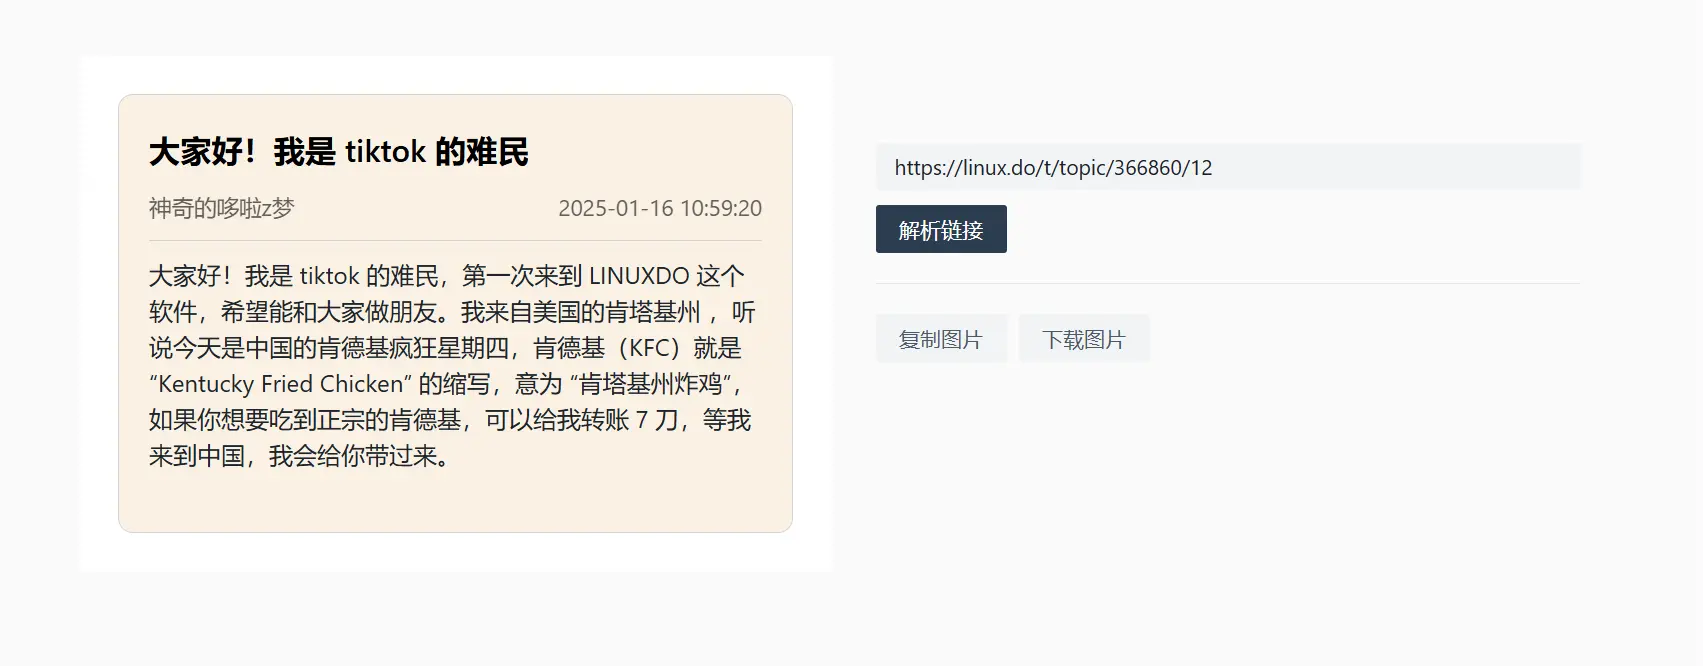 大家好！我是 tiktok 的难民
神奇的哆啦z梦
2025-01-16 10:59:20
大家好！我是 tiktok 的难民，第一次来到 LINUXDO 这个
软件，希望能和大家做朋友。我来自美国的肯塔基州 ，听
说今天是中国的肯德基疯狂星期四，肯德基（KFC）就是
“Kentucky Fried Chicken” 的缩写，意为 “肯塔基州炸鸡”，
如果你想要吃到正宗的肯德基，可以给我转账 7 刀，等我
来到中国，我会给你带过来。
https://linux.do/t/topic/366860/12
解析链接
复制图片
下载图片